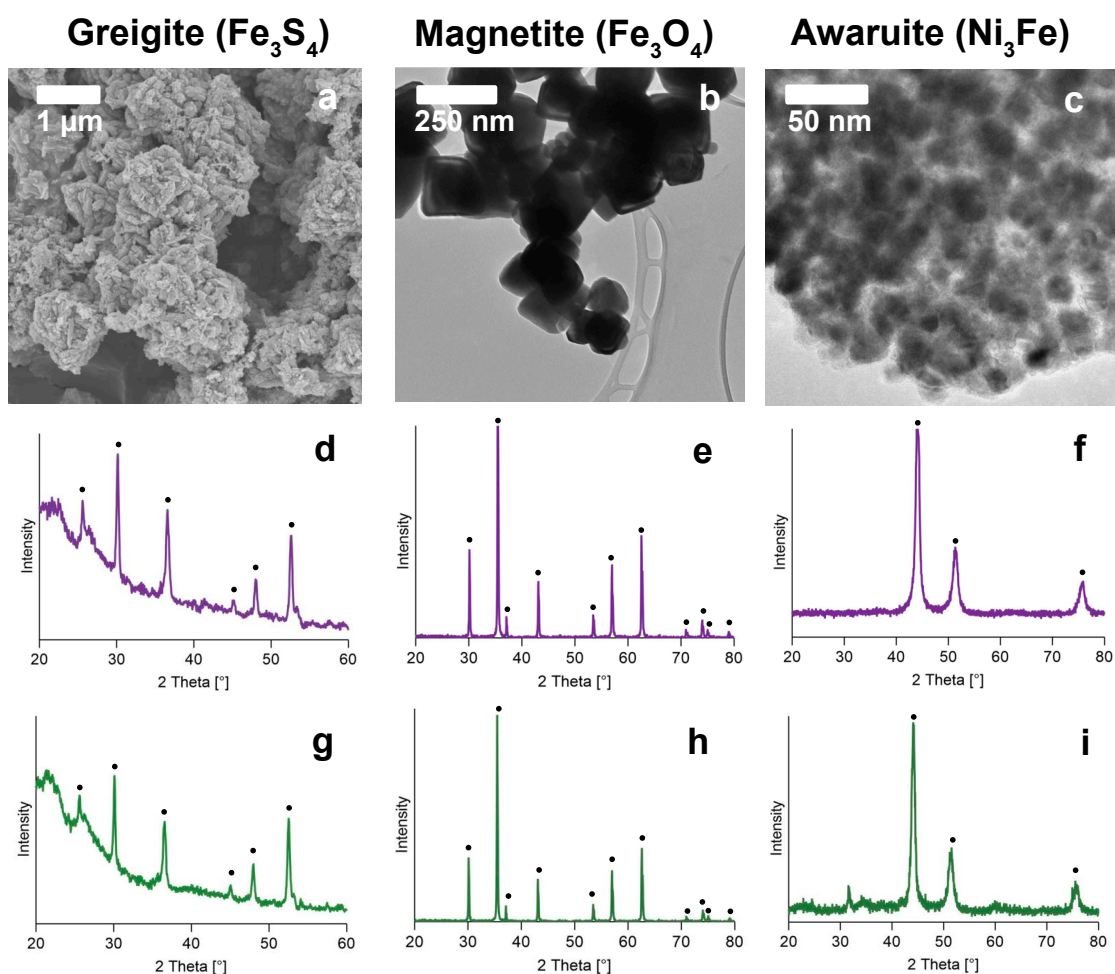 Greigite (Fe₃S₄)
Magnetite (Fe₃O₄)
Awaruite (Ni₃Fe)
a
1 µm
b
250 nm
c
50 nm
d
Intensity
20 30 40 50 60
2 Theta [°]
e
Intensity
20 30 40 50 60 70 80
2 Theta [°]
f
Intensity
20 30 40 50 60 70 80
2 Theta [°]
g
Intensity
20 30 40 50 60
2 Theta [°]
h
Intensity
20 30 40 50 60 70 80
2 Theta [°]
i
Intensity
20 30 40 50 60 70 80
2 Theta [°]